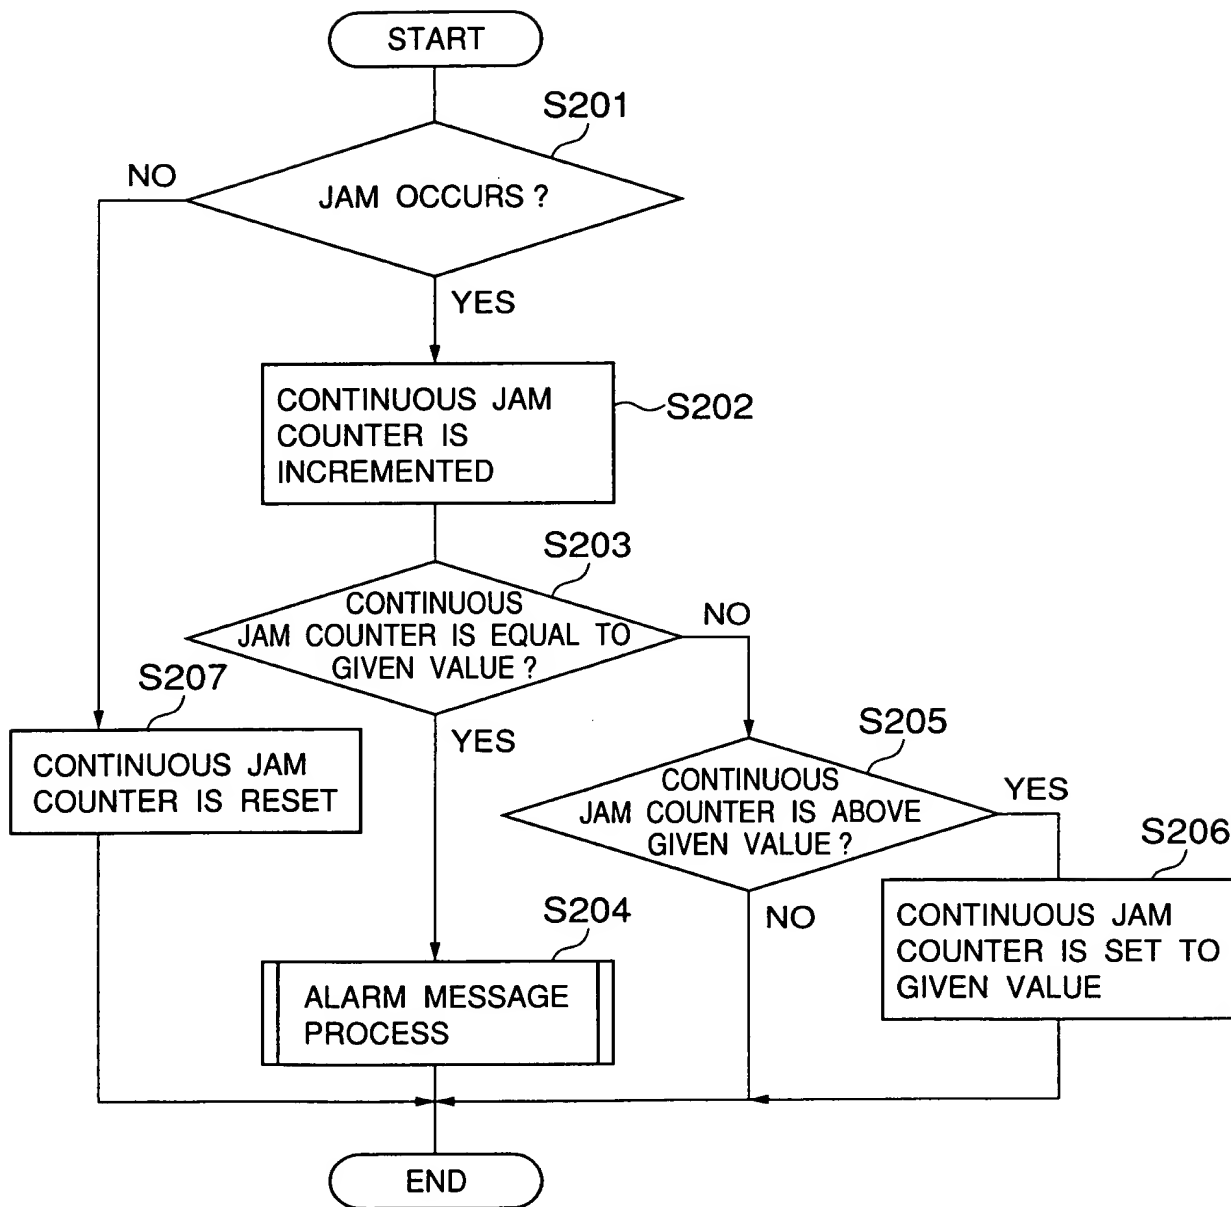 START
S201
NO
JAM OCCURS?
YES
CONTINUOUS JAM
COUNTER IS
INCREMENTED
S202
S203
CONTINUOUS
JAM COUNTER IS EQUAL TO
GIVEN VALUE?
NO
S207
YES
S205
CONTINUOUS JAM
COUNTER IS RESET
CONTINUOUS
JAM COUNTER IS ABOVE
GIVEN VALUE?
YES
S206
S204
NO
CONTINUOUS JAM
COUNTER IS SET TO
GIVEN VALUE
ALARM MESSAGE
PROCESS
END